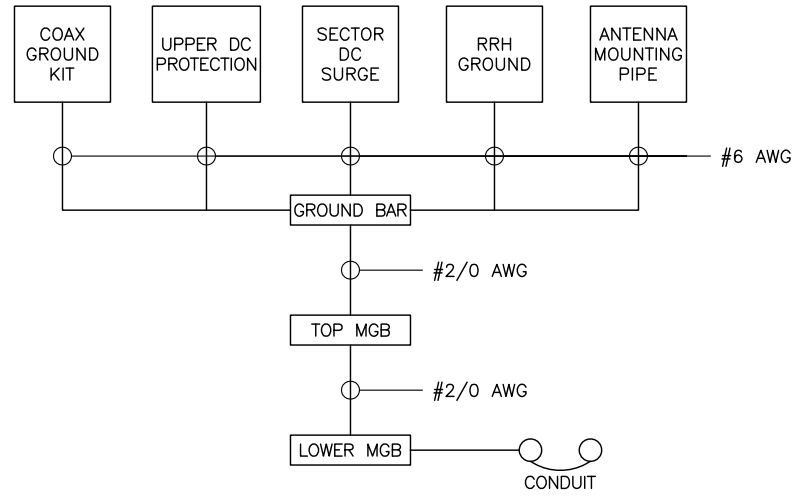 COAX
GROUND
KIT
UPPER DC
PROTECTION
SECTOR
DC
SURGE
RRH
GROUND
ANTENNA
MOUNTING
PIPE
#6 AWG
GROUND BAR
#2/0 AWG
TOP MGB
#2/0 AWG
LOWER MGB
CONDUIT